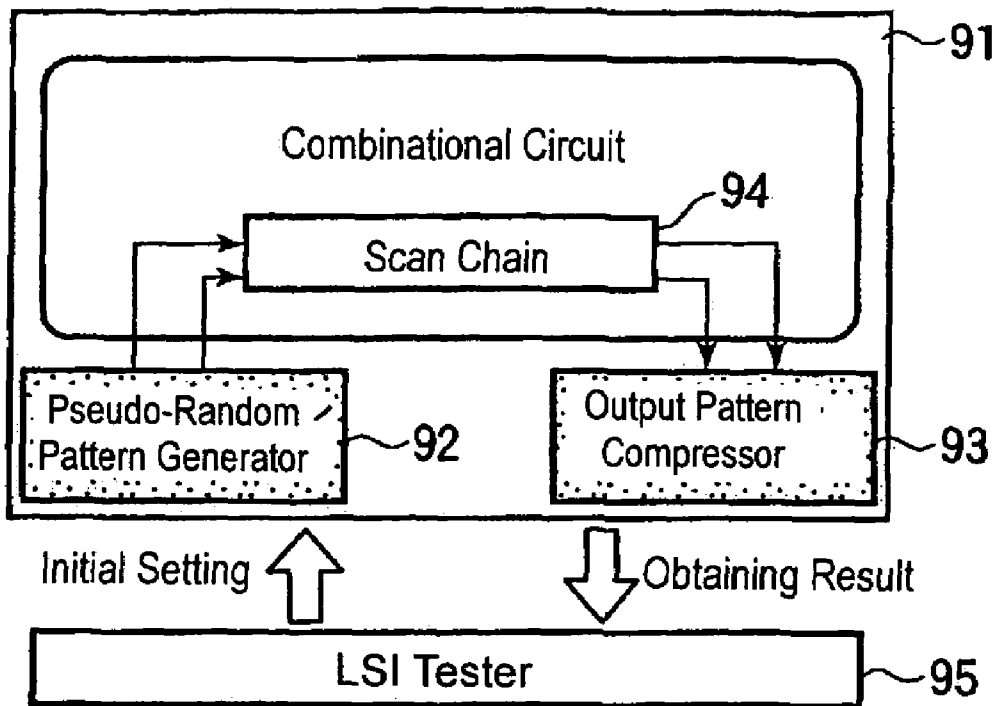 91
Combinational Circuit
94
Scan Chain
Pseudo-Random
Pattern Generator
92
Output Pattern
Compressor
93
Initial Setting
Obtaining Result
LSI Tester
95